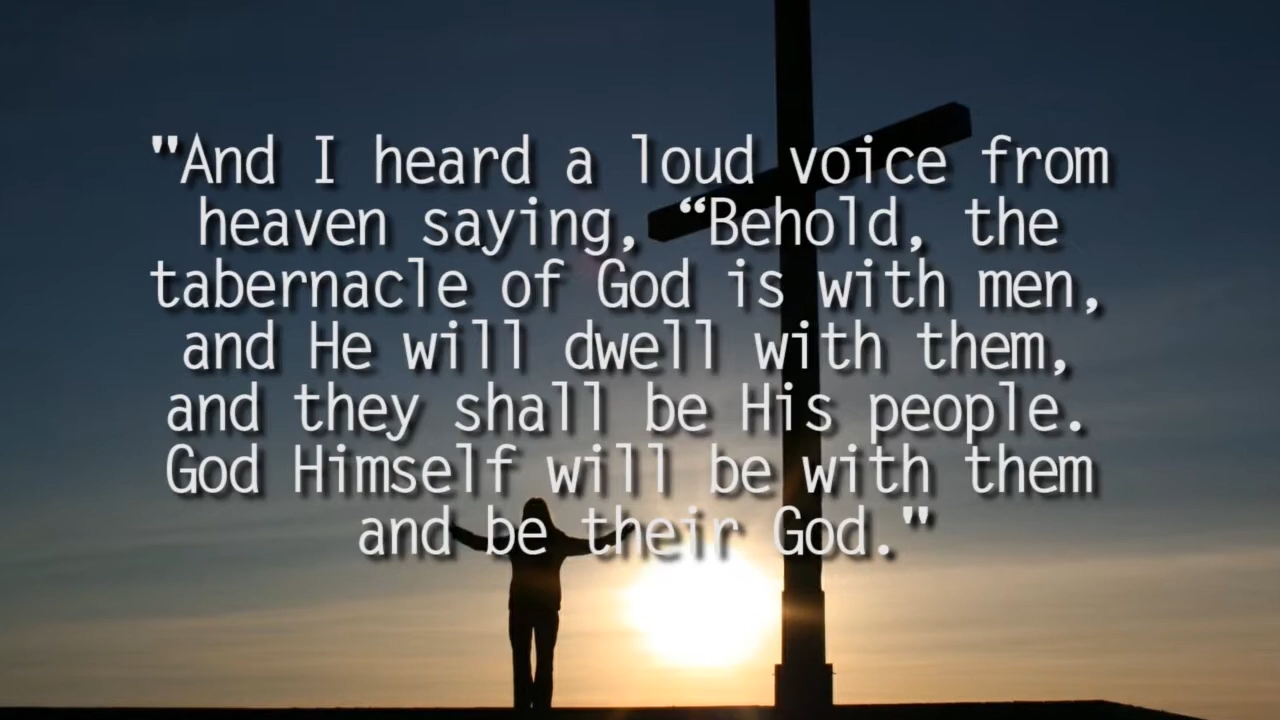 "And I heard a loud voice from
heaven saying, “Behold, the
tabernacle of God is with men,
and He will dwell with them,
and they shall be His people.
God Himself will be with them
and be their God."